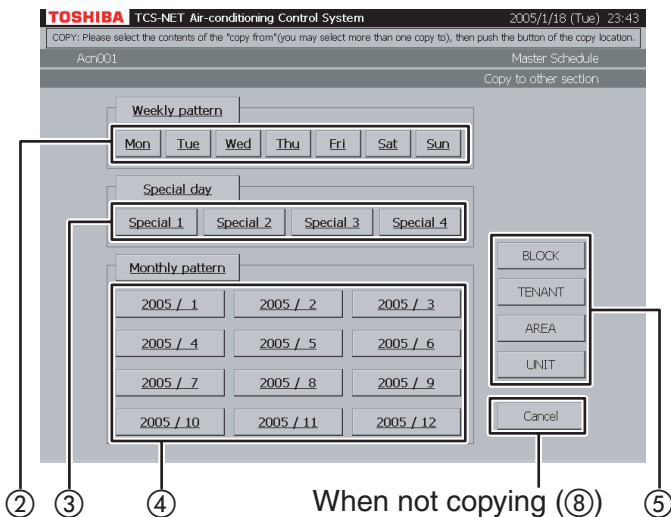 TOSHIBA TCS-NET Air-conditioning Control System 2005/1/18 (Tue) 23:43
COPY: Please select the contents of the "copy from"(you may select more than one copy to), then push the button of the copy location.
Acn001 Master Schedule
Copy to other section
Weekly pattern
Mon Tue Wed Thu Fri Sat Sun
Special day
Special 1 Special 2 Special 3 Special 4
Monthly pattern
2005 / 1 2005 / 2 2005 / 3
2005 / 4 2005 / 5 2005 / 6
2005 / 7 2005 / 8 2005 / 9
2005 / 10 2005 / 11 2005 / 12
BLOCK
TENANT
AREA
UNIT
Cancel
② ③ ④ When not copying (⑧) ⑤